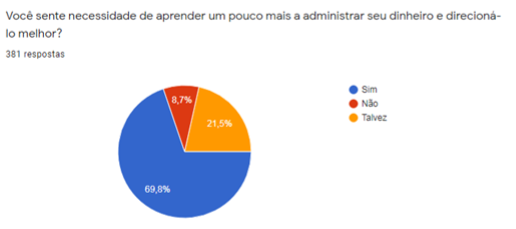 Você sente necessidade de aprender um pouco mais a administrar seu dinheiro e direcioná-
lo melhor?
381 respostas
Sim
Não
Talvez
8,7%
21,5%
69,8%